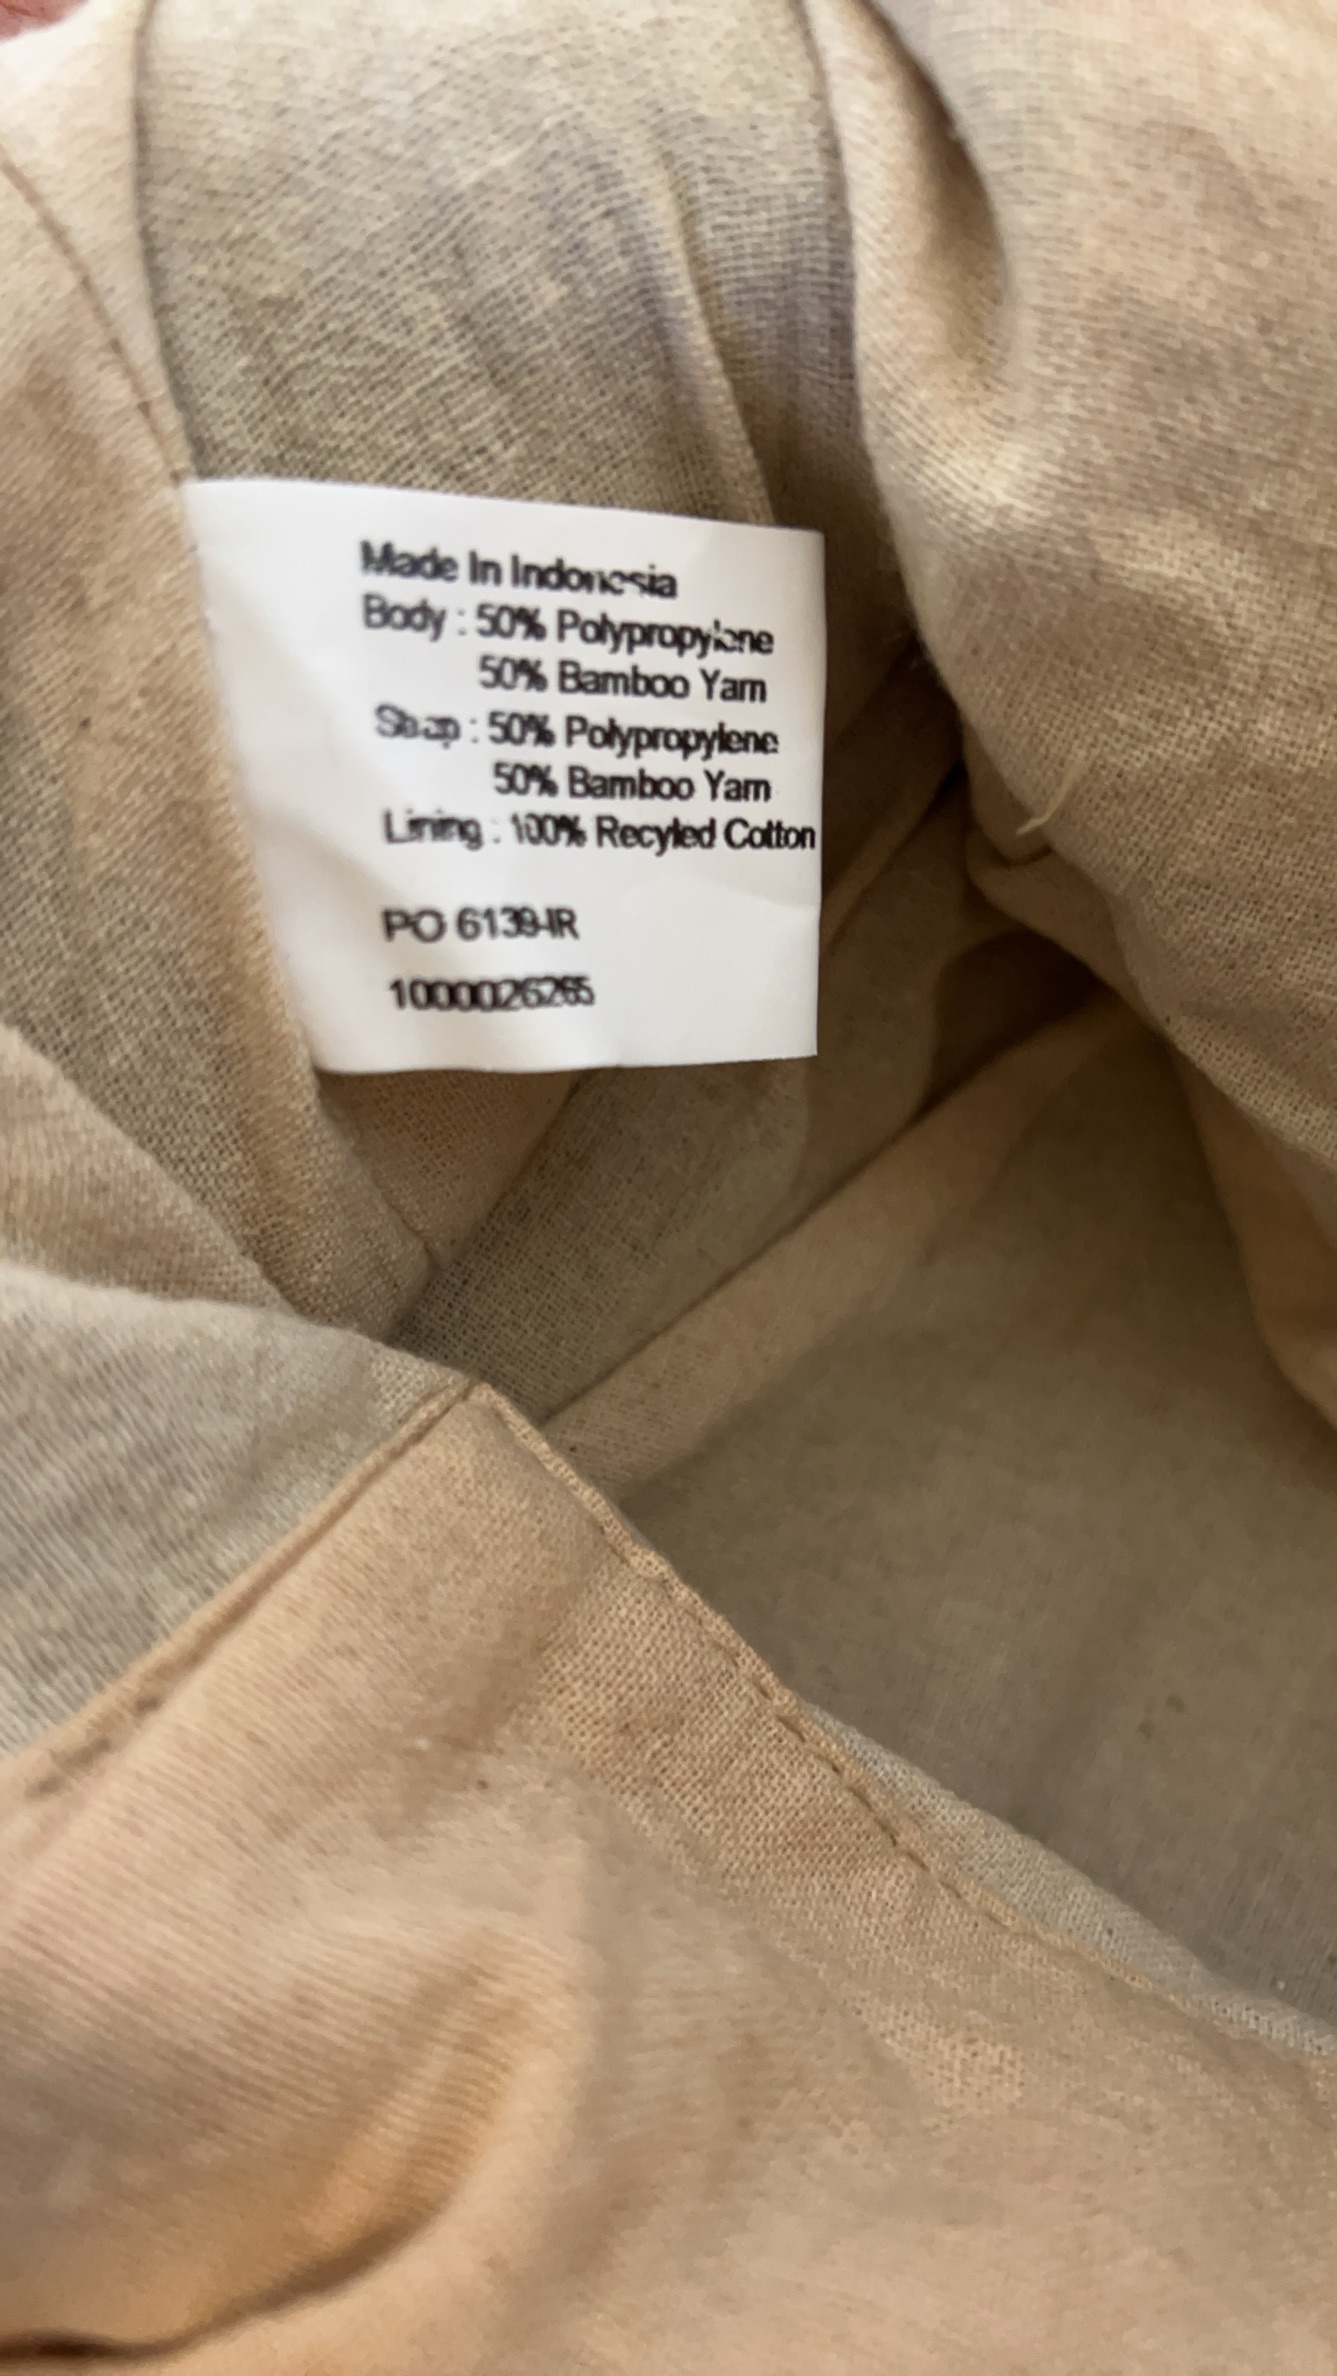 Made In Indonesia
Body : 50% Polypropylene
50% Bamboo Yarn
Strap : 50% Polypropylene
50% Bamboo Yarn
Lining : 100% Recyled Cotton
PO 6139-IR
1000026265